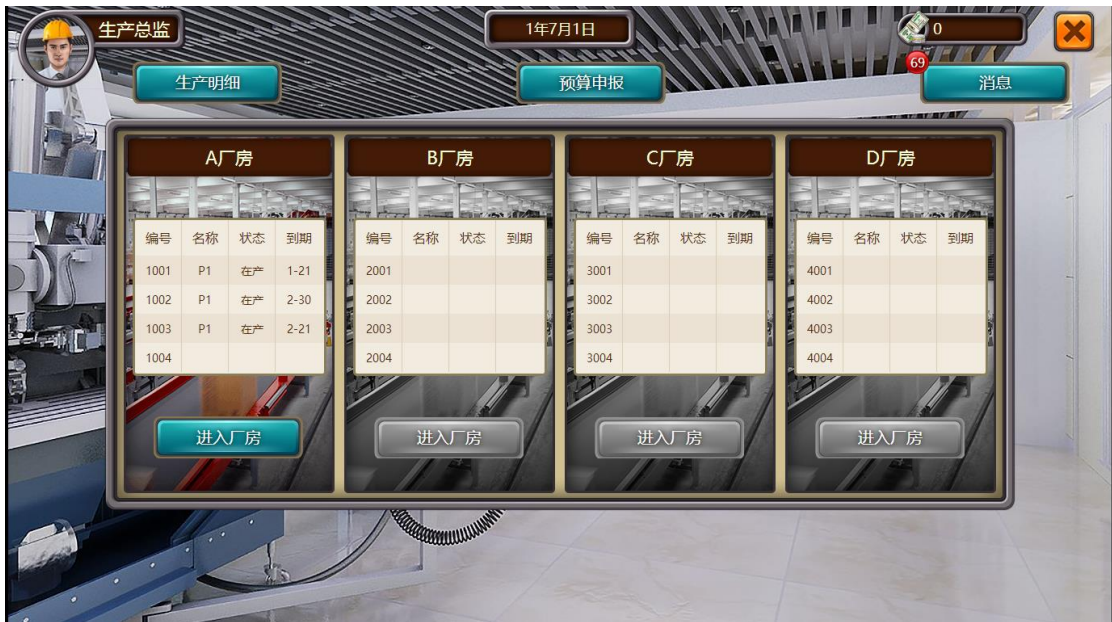 生产总监
1年7月1日
0
69
生产明细
预算申报
消息
A厂房
编号 名称 状态 到期
1001 P1 在产 1-21
1002 P1 在产 2-30
1003 P1 在产 2-21
1004
进入厂房
B厂房
编号 名称 状态 到期
2001
2002
2003
2004
进入厂房
C厂房
编号 名称 状态 到期
3001
3002
3003
3004
进入厂房
D厂房
编号 名称 状态 到期
4001
4002
4003
4004
进入厂房